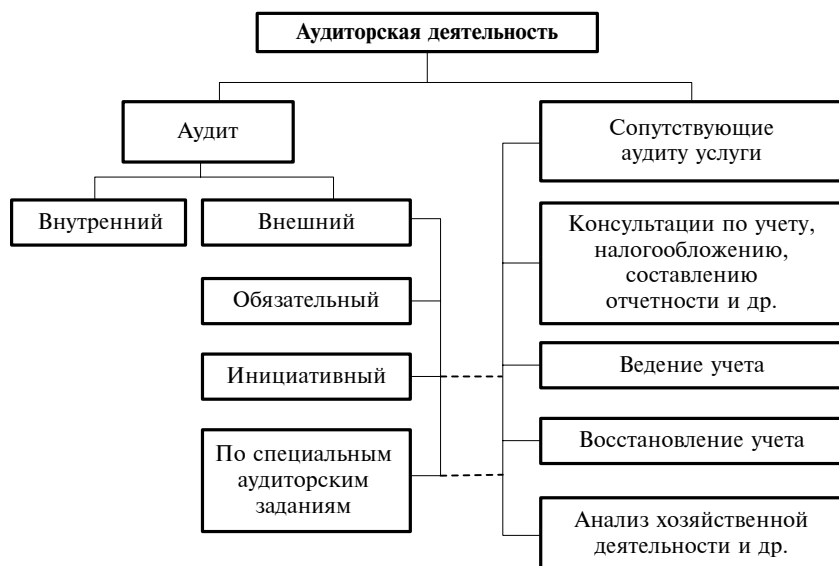 Аудиторская деятельность
Аудит
Внутренний
Внешний
Обязательный
Инициативный
По специальным
аудиторским
заданиям
Сопутствующие
аудиту услуги
Консультации по учету,
налогообложению,
составлению
отчетности и др.
Ведение учета
Восстановление учета
Анализ хозяйственной
деятельности и др.